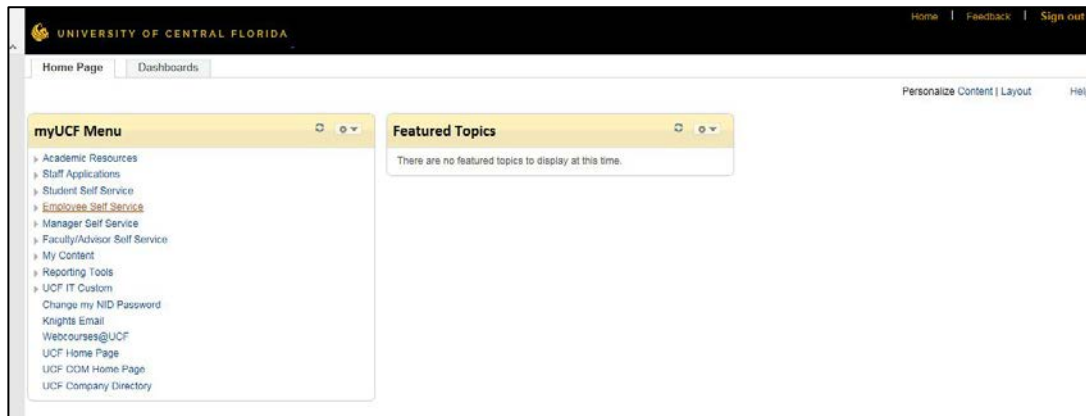 Home | Feedback | Sign out
UNIVERSITY OF CENTRAL FLORIDA
Home Page Dashboards
Personalize Content | Layout Hel
myUCF Menu
Academic Resources
Staff Applications
Student Self Service
Employee Self Service
Manager Self Service
Faculty/Advisor Self Service
My Content
Reporting Tools
UCF IT Custom
Change my NID Password
Knights Email
Webcourses@UCF
UCF Home Page
UCF COM Home Page
UCF Company Directory
Featured Topics
There are no featured topics to display at this time.